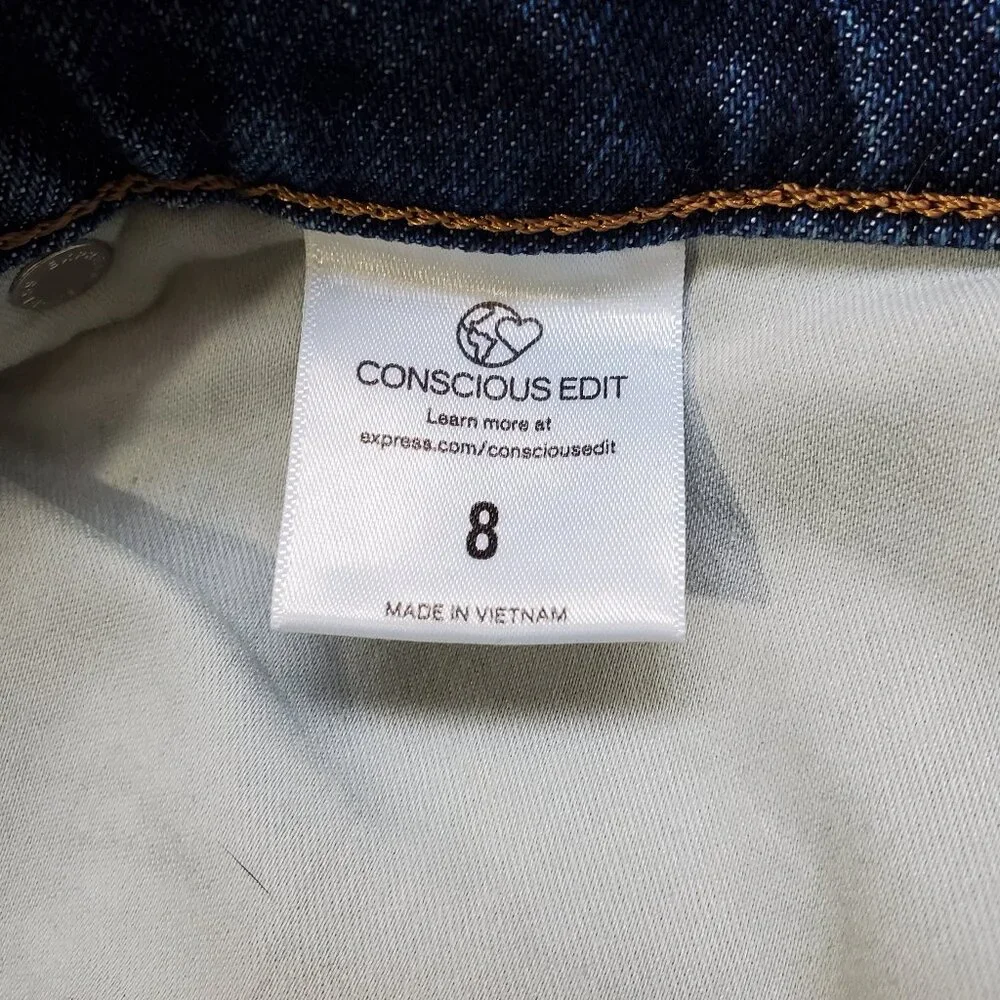 CONSCIOUS EDIT
Learn more at
express.com/consciousedit
8
MADE IN VIETNAM